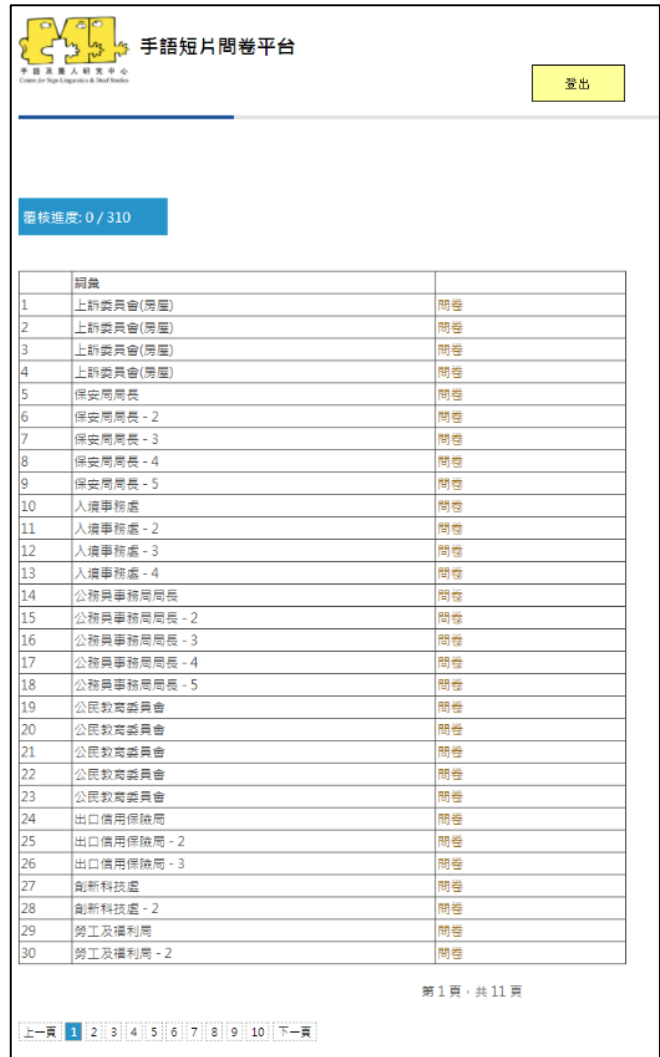 手語短片問卷平台
手語及聾人研究中心
Centre for Sign Linguistics & Deaf Studies
登出
覆核進度: 0 / 310
詞彙
1 上訴委員會(房屋) 問卷
2 上訴委員會(房屋) 問卷
3 上訴委員會(房屋) 問卷
4 上訴委員會(房屋) 問卷
5 保安局局長 問卷
6 保安局局長 - 2 問卷
7 保安局局長 - 3 問卷
8 保安局局長 - 4 問卷
9 保安局局長 - 5 問卷
10 入境事務處 問卷
11 入境事務處 - 2 問卷
12 入境事務處 - 3 問卷
13 入境事務處 - 4 問卷
14 公務員事務局局長 問卷
15 公務員事務局局長 - 2 問卷
16 公務員事務局局長 - 3 問卷
17 公務員事務局局長 - 4 問卷
18 公務員事務局局長 - 5 問卷
19 公民教育委員會 問卷
20 公民教育委員會 問卷
21 公民教育委員會 問卷
22 公民教育委員會 問卷
23 公民教育委員會 問卷
24 出口信用保險局 問卷
25 出口信用保險局 - 2 問卷
26 出口信用保險局 - 3 問卷
27 創新科技處 問卷
28 創新科技處 - 2 問卷
29 勞工及福利局 問卷
30 勞工及福利局 - 2 問卷
第 1 頁，共 11 頁
上一頁 1 2 3 4 5 6 7 8 9 10 下一頁